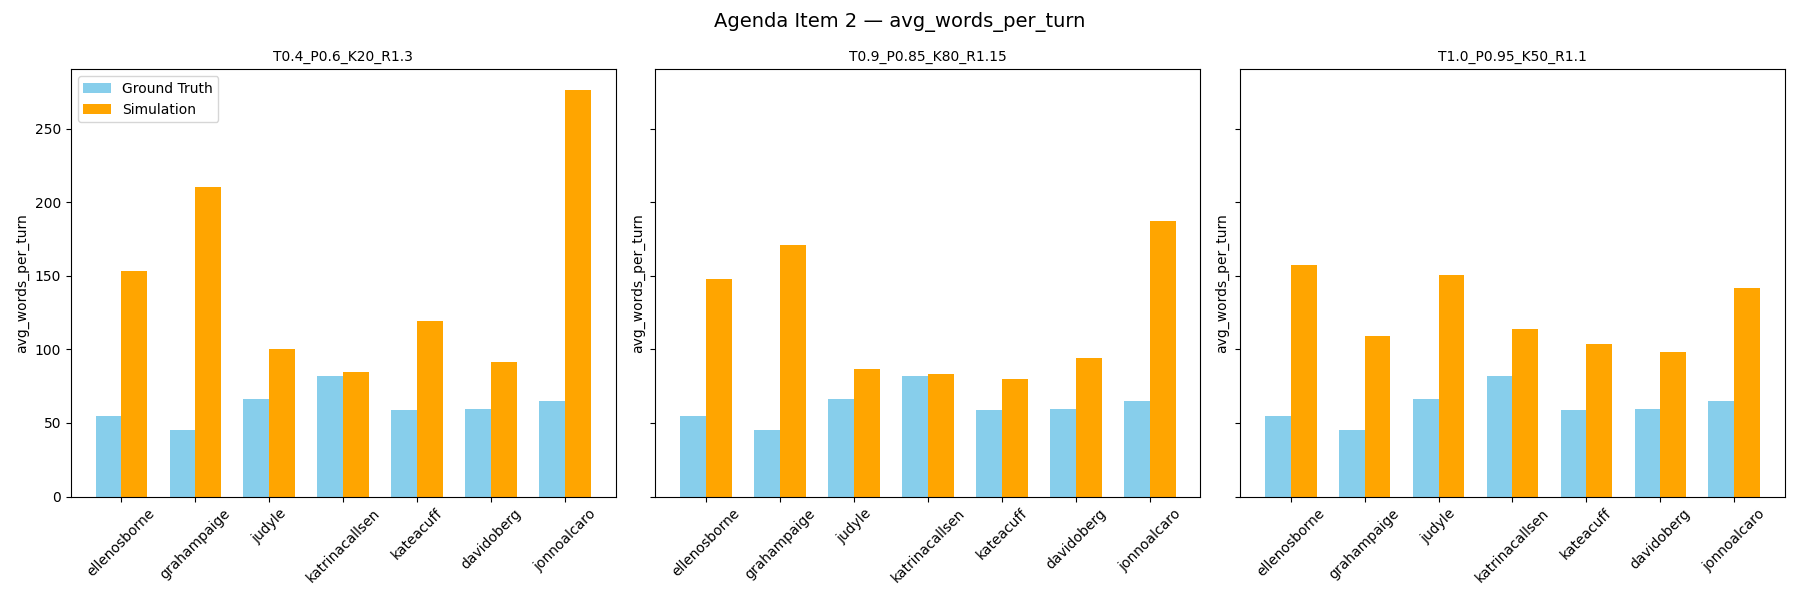 Agenda Item 2 — avg_words_per_turn
T0.4_P0.6_K20_R1.3
Ground Truth
Simulation
avg_words_per_turn
250
200
150
100
50
0
ellenosborne
grahampaige
judyle
katrinacallsen
kateacuff
davidoberg
jonnoalcaro
T0.9_P0.85_K80_R1.15
avg_words_per_turn
ellenosborne
grahampaige
judyle
katrinacallsen
kateacuff
davidoberg
jonnoalcaro
T1.0_P0.95_K50_R1.1
avg_words_per_turn
ellenosborne
grahampaige
judyle
katrinacallsen
kateacuff
davidoberg
jonnoalcaro